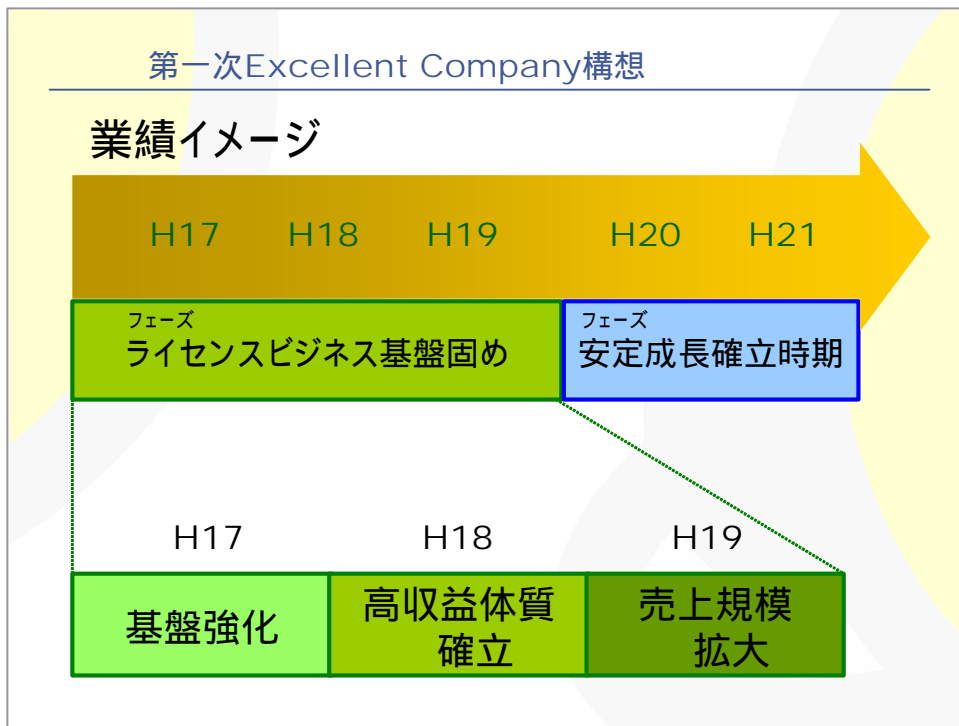 第一次Excellent Company構想
業績イメージ
H17 H18 H19 H20 H21
フェーズ フェーズ
ライセンスビジネス基盤固め 安定成長確立時期
H17 H18 H19
基盤強化 高収益体質 売上規模
確立 拡大